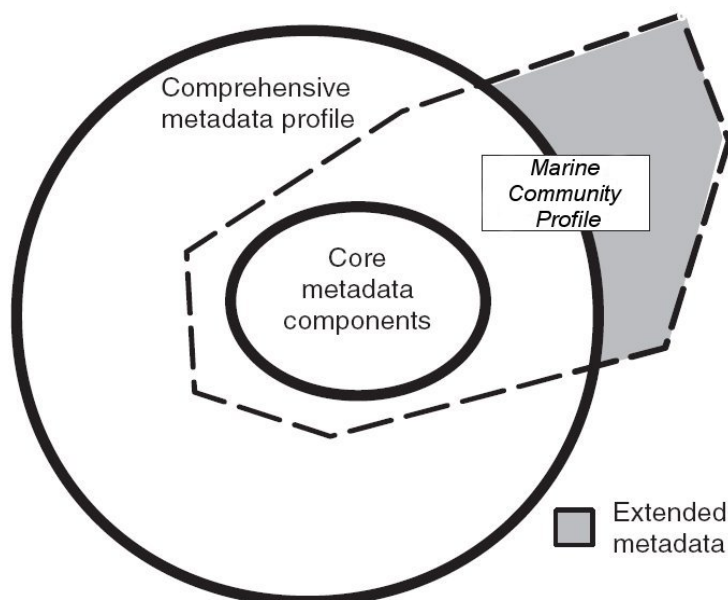 Comprehensive
metadata profile
Marine
Community
Profile
Core
metadata
components
Extended
metadata